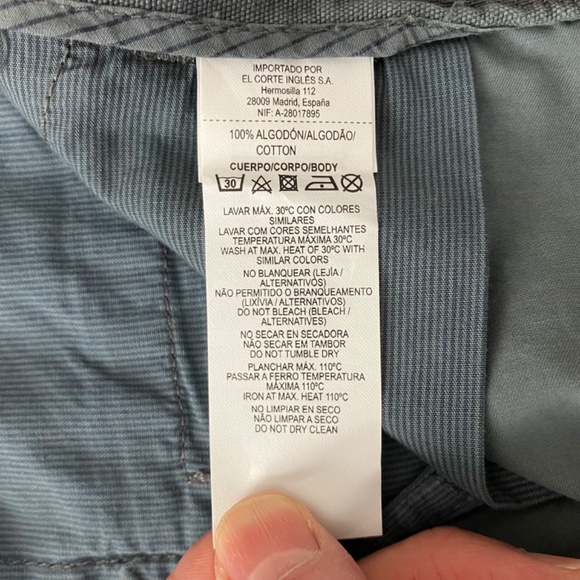 IMPORTADO POR
EL CORTE INGLÉS S.A.
Hermosilla 112
28009 Madrid, España
NIF: A-28017895
100% ALGODÓN/ALGODÃO/
COTTON
CUERPO/CORPO/BODY
30
LAVAR MÁX. 30ºC CON COLORES
SIMILARES
LAVAR COM CORES SEMELHANTES
TEMPERATURA MÁXIMA 30ºC
WASH AT MAX. HEAT OF 30ºC WITH
SIMILAR COLORS
NO BLANQUEAR (LEJÍA /
ALTERNATIVOS)
NÃO PERMITIDO O BRANQUEAMENTO
(LIXÍVIA / ALTERNATIVOS)
DO NOT BLEACH (BLEACH /
ALTERNATIVES)
NO SECAR EN SECADORA
NÃO SECAR EM TAMBOR
DO NOT TUMBLE DRY
PLANCHAR MÁX. 110ºC
PASSAR A FERRO TEMPERATURA
MÁXIMA 110ºC
IRON AT MAX. HEAT 110ºC
NO LIMPIAR EN SECO
NÃO LIMPAR A SECO
DO NOT DRY CLEAN